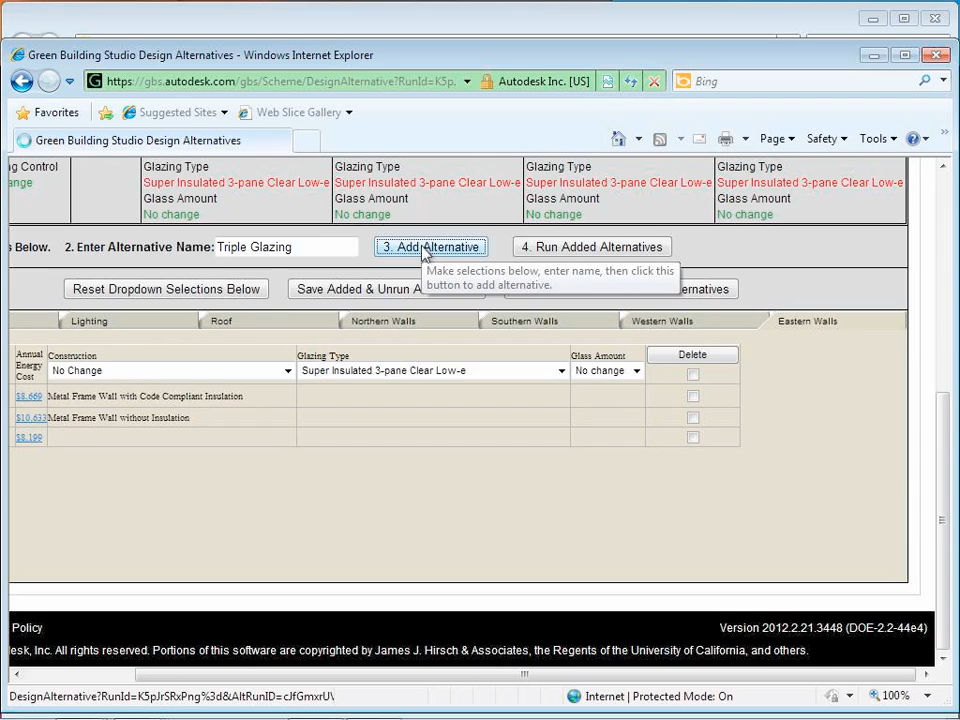 Green Building Studio Design Alternatives - Windows Internet Explorer
https://gbs.autodesk.com/gbs/Scheme/DesignAlternative?RunId=K5p. Autodesk Inc. [US] Bing
Favorites Suggested Sites Web Slice Gallery
Green Building Studio Design Alternatives Page Safety Tools
g Control Glazing Type Glazing Type Glazing Type Glazing Type
ange Super Insulated 3-pane Clear Low-e Super Insulated 3-pane Clear Low-e Super Insulated 3-pane Clear Low-e Super Insulated 3-pane Clear Low-e
Glass Amount Glass Amount Glass Amount Glass Amount
No change No change No change No change
s Below. 2. Enter Alternative Name: Triple Glazing 3. Add Alternative 4. Run Added Alternatives
Make selections below, enter name, then click this
button to add alternative.
Reset Dropdown Selections Below Save Added & Unrun A ernatives
Lighting Roof Northern Walls Southern Walls Western Walls Eastern Walls
Annual Energy Cost Construction Glazing Type Glass Amount Delete
No Change Super Insulated 3-pane Clear Low-e No change
$8,669 Metal Frame Wall with Code Compliant Insulation
$10,633 Metal Frame Wall without Insulation
$8,199
Policy Version 2012.2.21.3448 (DOE-2.2-44e4)
esk, Inc. All rights reserved. Portions of this software are copyrighted by James J. Hirsch & Associates, the Regents of the University of California, and others.
DesignAlternative?RunId=K5pJrSRxPng%3d&AltRunID=cJfGmxrU\ Internet | Protected Mode: On 100%